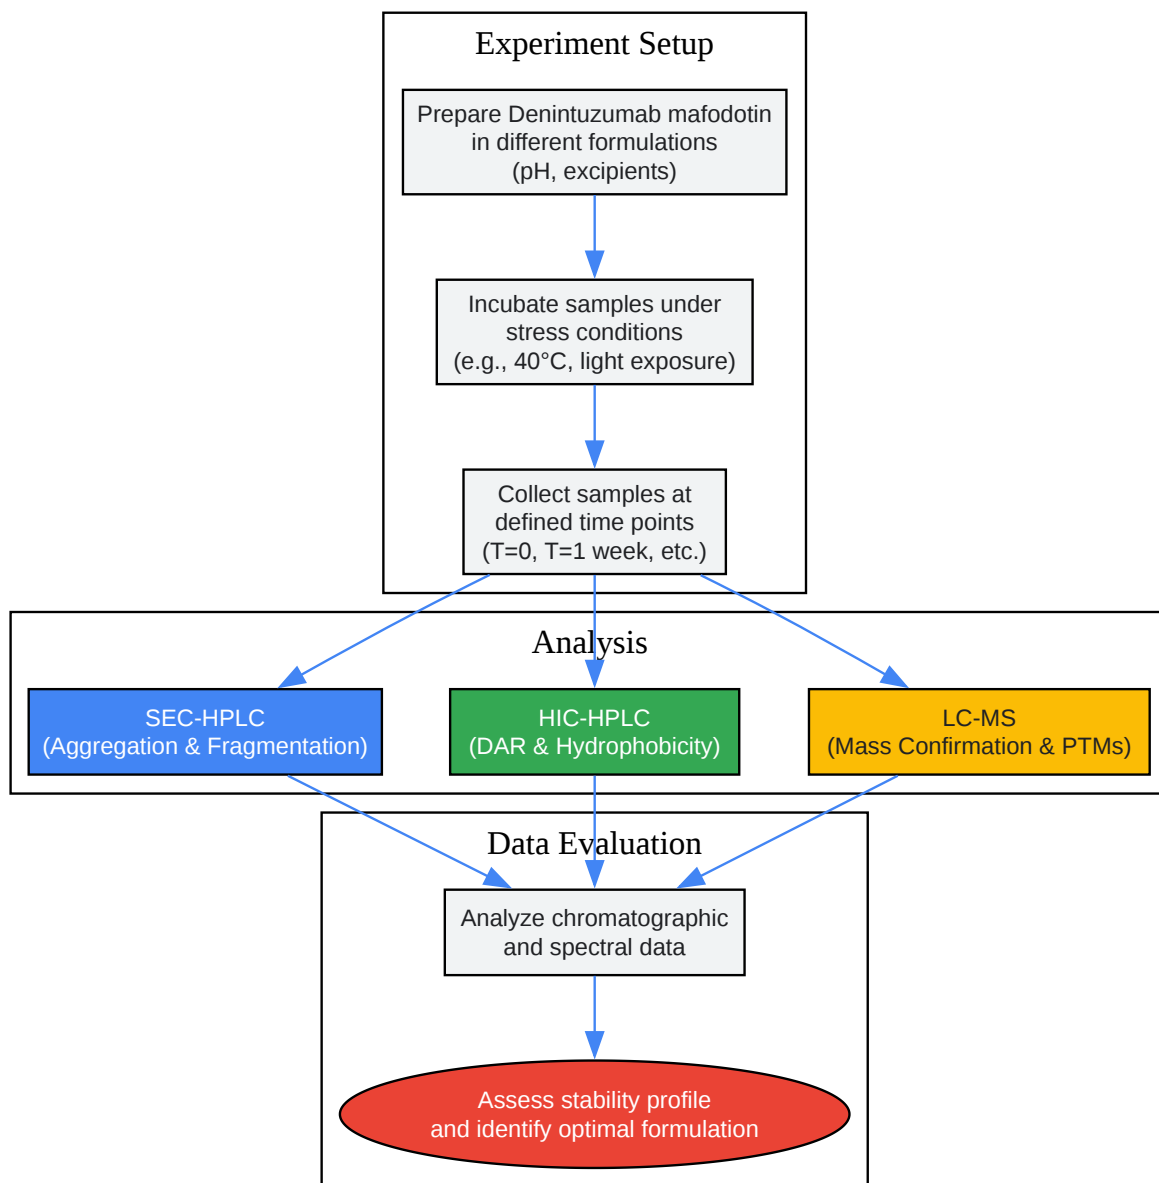 Experiment Setup
Prepare Denintuzumab mafodotin
in different formulations
(pH, excipients)
Incubate samples under
stress conditions
(e.g., 40°C, light exposure)
Collect samples at
defined time points
(T=0, T=1 week, etc.)
Analysis
SEC-HPLC
(Aggregation & Fragmentation)
HIC-HPLC
(DAR & Hydrophobicity)
LC-MS
(Mass Confirmation & PTMs)
Data Evaluation
Analyze chromatographic
and spectral data
Assess stability profile
and identify optimal formulation